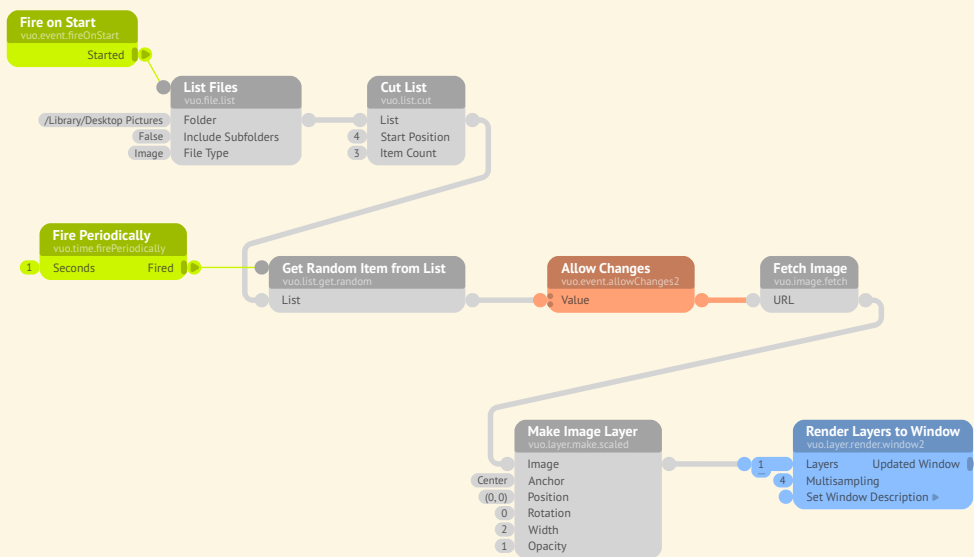 Fire on Start
vuo.event.fireOnStart
Started
List Files
vuo.file.list
/Library/Desktop Pictures Folder
False Include Subfolders
Image File Type
Cut List
vuo.list.cut
List
4 Start Position
3 Item Count
Fire Periodically
vuo.time.firePeriodically
1 Seconds Fired
Get Random Item from List
vuo.list.get.random
List
Allow Changes
vuo.event.allowChanges2
Value
Fetch Image
vuo.image.fetch
URL
Make Image Layer
vuo.layer.make.scaled
Image
Center Anchor
(0,0) Position
0 Rotation
2 Width
1 Opacity
Render Layers to Window
vuo.layer.render.window2
1 Layers Updated Window
4 Multisampling
Set Window Description